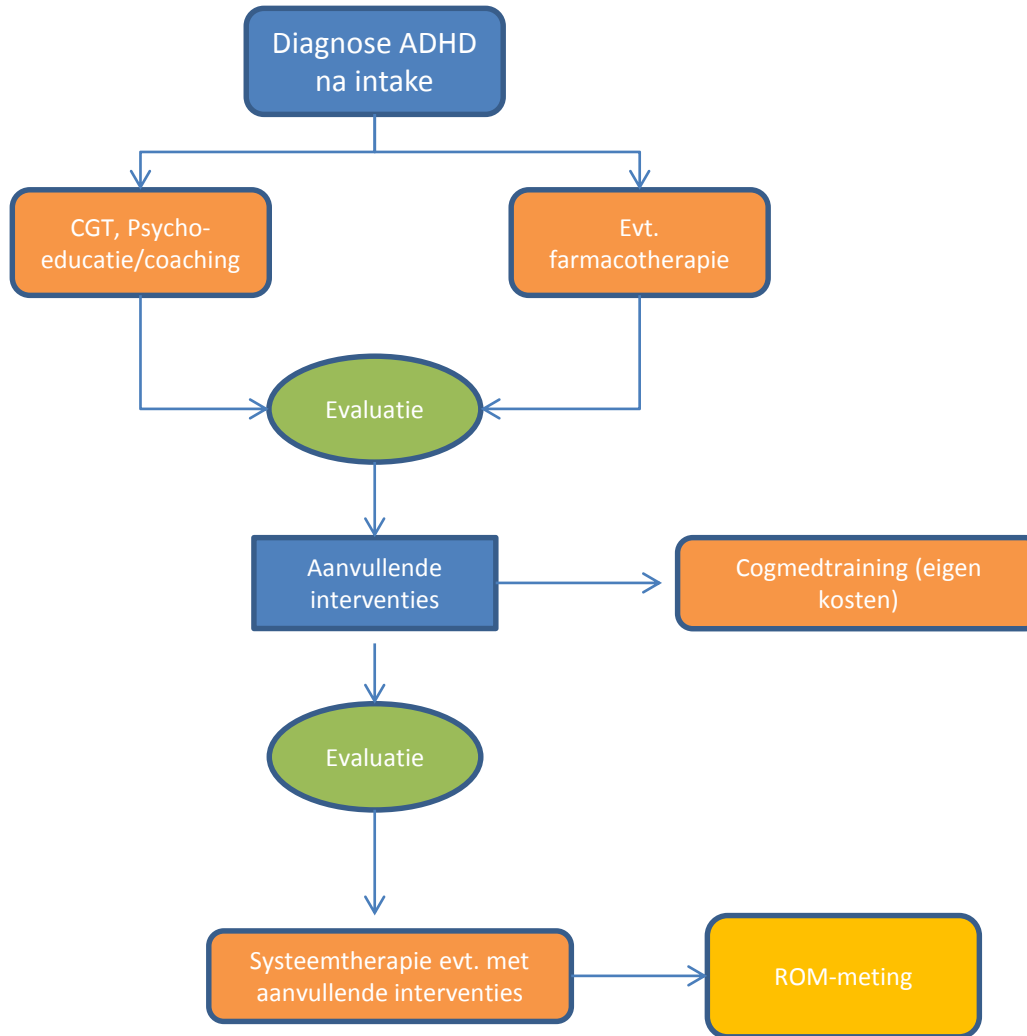 Diagnose ADHD
na intake
CGT, Psycho-
educatie/coaching
Evt.
farmacotherapie
Evaluatie
Aanvullende
interventies
Cogmedtraining (eigen
kosten)
Evaluatie
Systeemtherapie evt. met
aanvullende interventies
ROM-meting